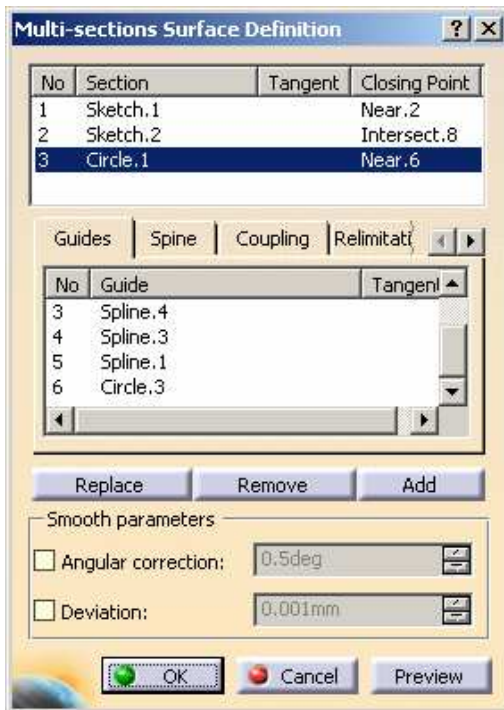 Multi-sections Surface Definition ? X
No Section Tangent Closing Point
1 Sketch.1 Near.2
2 Sketch.2 Intersect.8
3 Circle.1 Near.6
Guides Spine Coupling Relimitati
No Guide Tangent
3 Spline.4
4 Spline.3
5 Spline.1
6 Circle.3
Replace Remove Add
Smooth parameters
Angular correction: 0.5deg
Deviation: 0.001mm
OK Cancel Preview